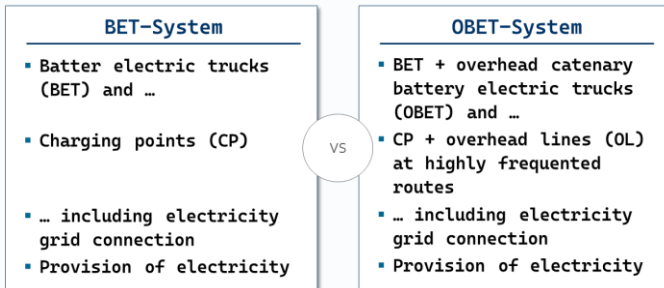 BET-System
▪ Batter electric trucks
(BET) and …
▪ Charging points (CP)
▪ … including electricity
grid connection
▪ Provision of electricity
VS
OBET-System
▪ BET + overhead catenary
battery electric trucks
(OBET) and …
▪ CP + overhead lines (OL)
at highly frequented
routes
▪ … including electricity
grid connection
▪ Provision of electricity